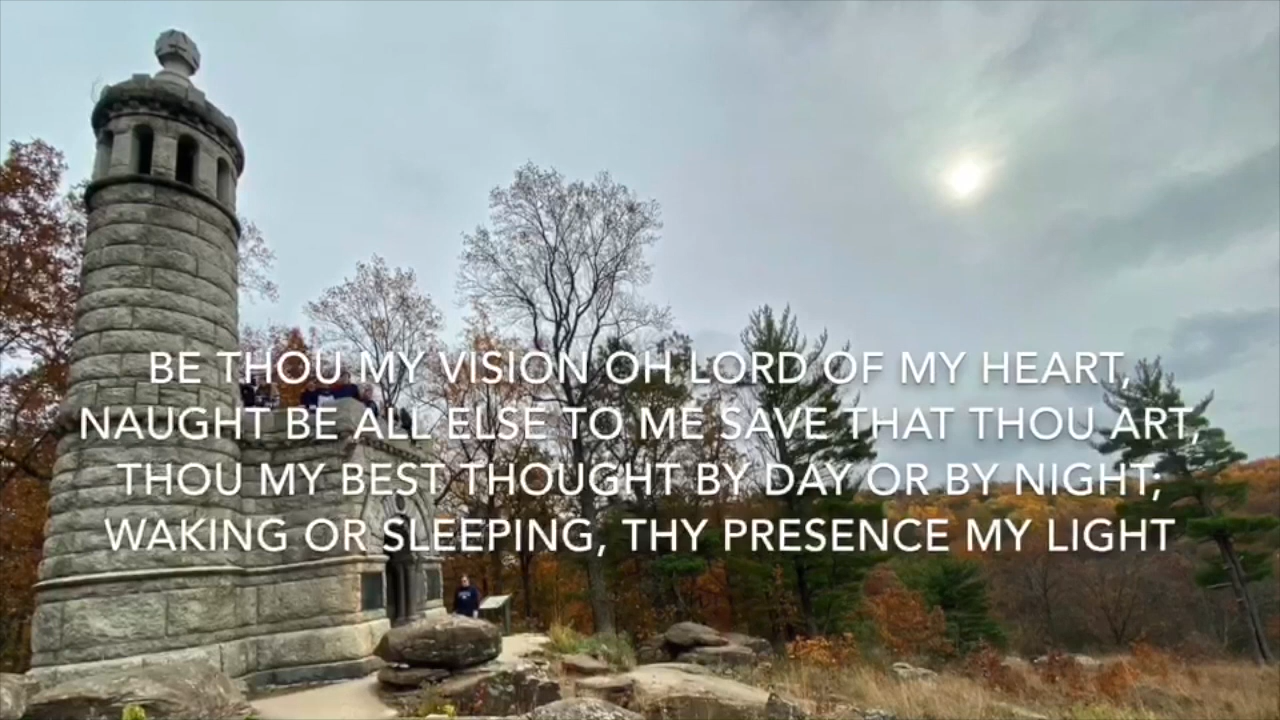 BE THOU MY VISION OH LORD OF MY HEART,
NAUGHT BE ALL ELSE TO ME SAVE THAT THOU ART,
THOU MY BEST THOUGHT BY DAY OR BY NIGHT;
WAKING OR SLEEPING, THY PRESENCE MY LIGHT